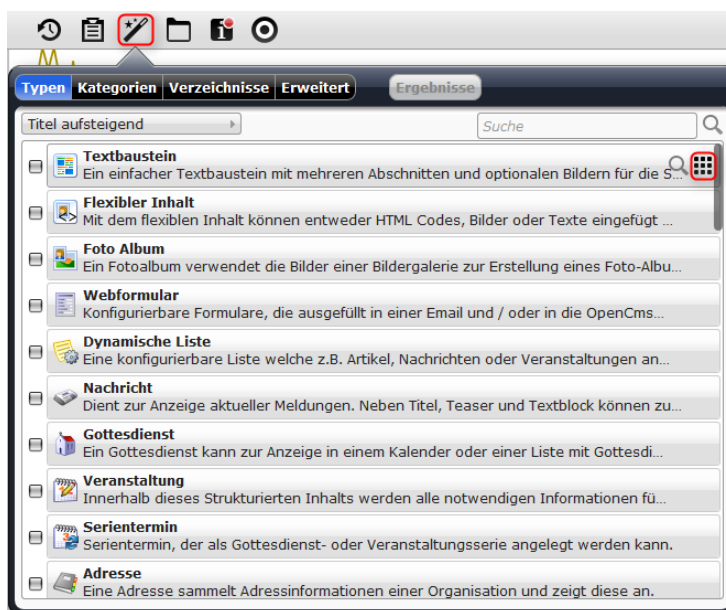 Typen Kategorien Verzeichnisse Erweitert Ergebnisse
Titel aufsteigend Suche
Textbaustein
Ein einfacher Textbaustein mit mehreren Abschnitten und optionalen Bildern für die S...
Flexibler Inhalt
Mit dem flexiblen Inhalt können entweder HTML Codes, Bilder oder Texte eingefügt ...
Foto Album
Ein Fotoalbum verwendet die Bilder einer Bildergalerie zur Erstellung eines Foto-Albu...
Webformular
Konfigurierbare Formulare, die ausgefüllt in einer Email und / oder in die OpenCms...
Dynamische Liste
Eine konfigurierbare Liste welche z.B. Artikel, Nachrichten oder Veranstaltungen an...
Nachricht
Dient zur Anzeige aktueller Meldungen. Neben Titel, Teaser und Textblock können zu...
Gottesdienst
Ein Gottesdienst kann zur Anzeige in einem Kalender oder einer Liste mit Gottesdi...
Veranstaltung
Innerhalb dieses Strukturierten Inhalts werden alle notwendigen Informationen fü...
Serientermin
Serientermin, der als Gottesdienst- oder Veranstaltungsserie angelegt werden kann.
Adresse
Eine Adresse sammelt Adressinformationen einer Organisation und zeigt diese an.